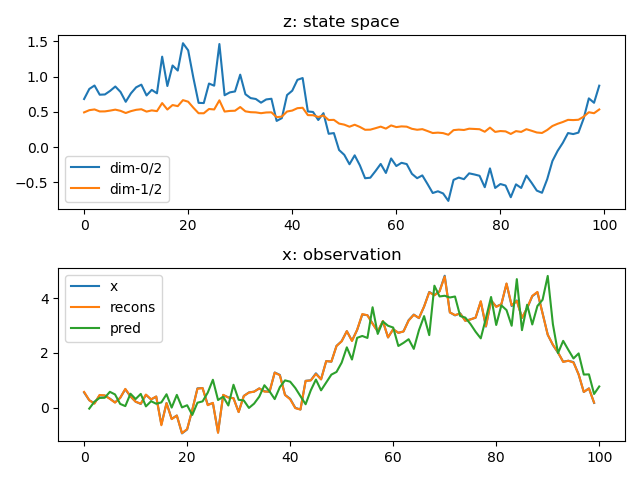 z: state space
1.5
1.0
0.5
0.0
−0.5
dim-0/2
dim-1/2
0 20 40 60 80 100
x: observation
4
2
0
x
recons
pred
0 20 40 60 80 100